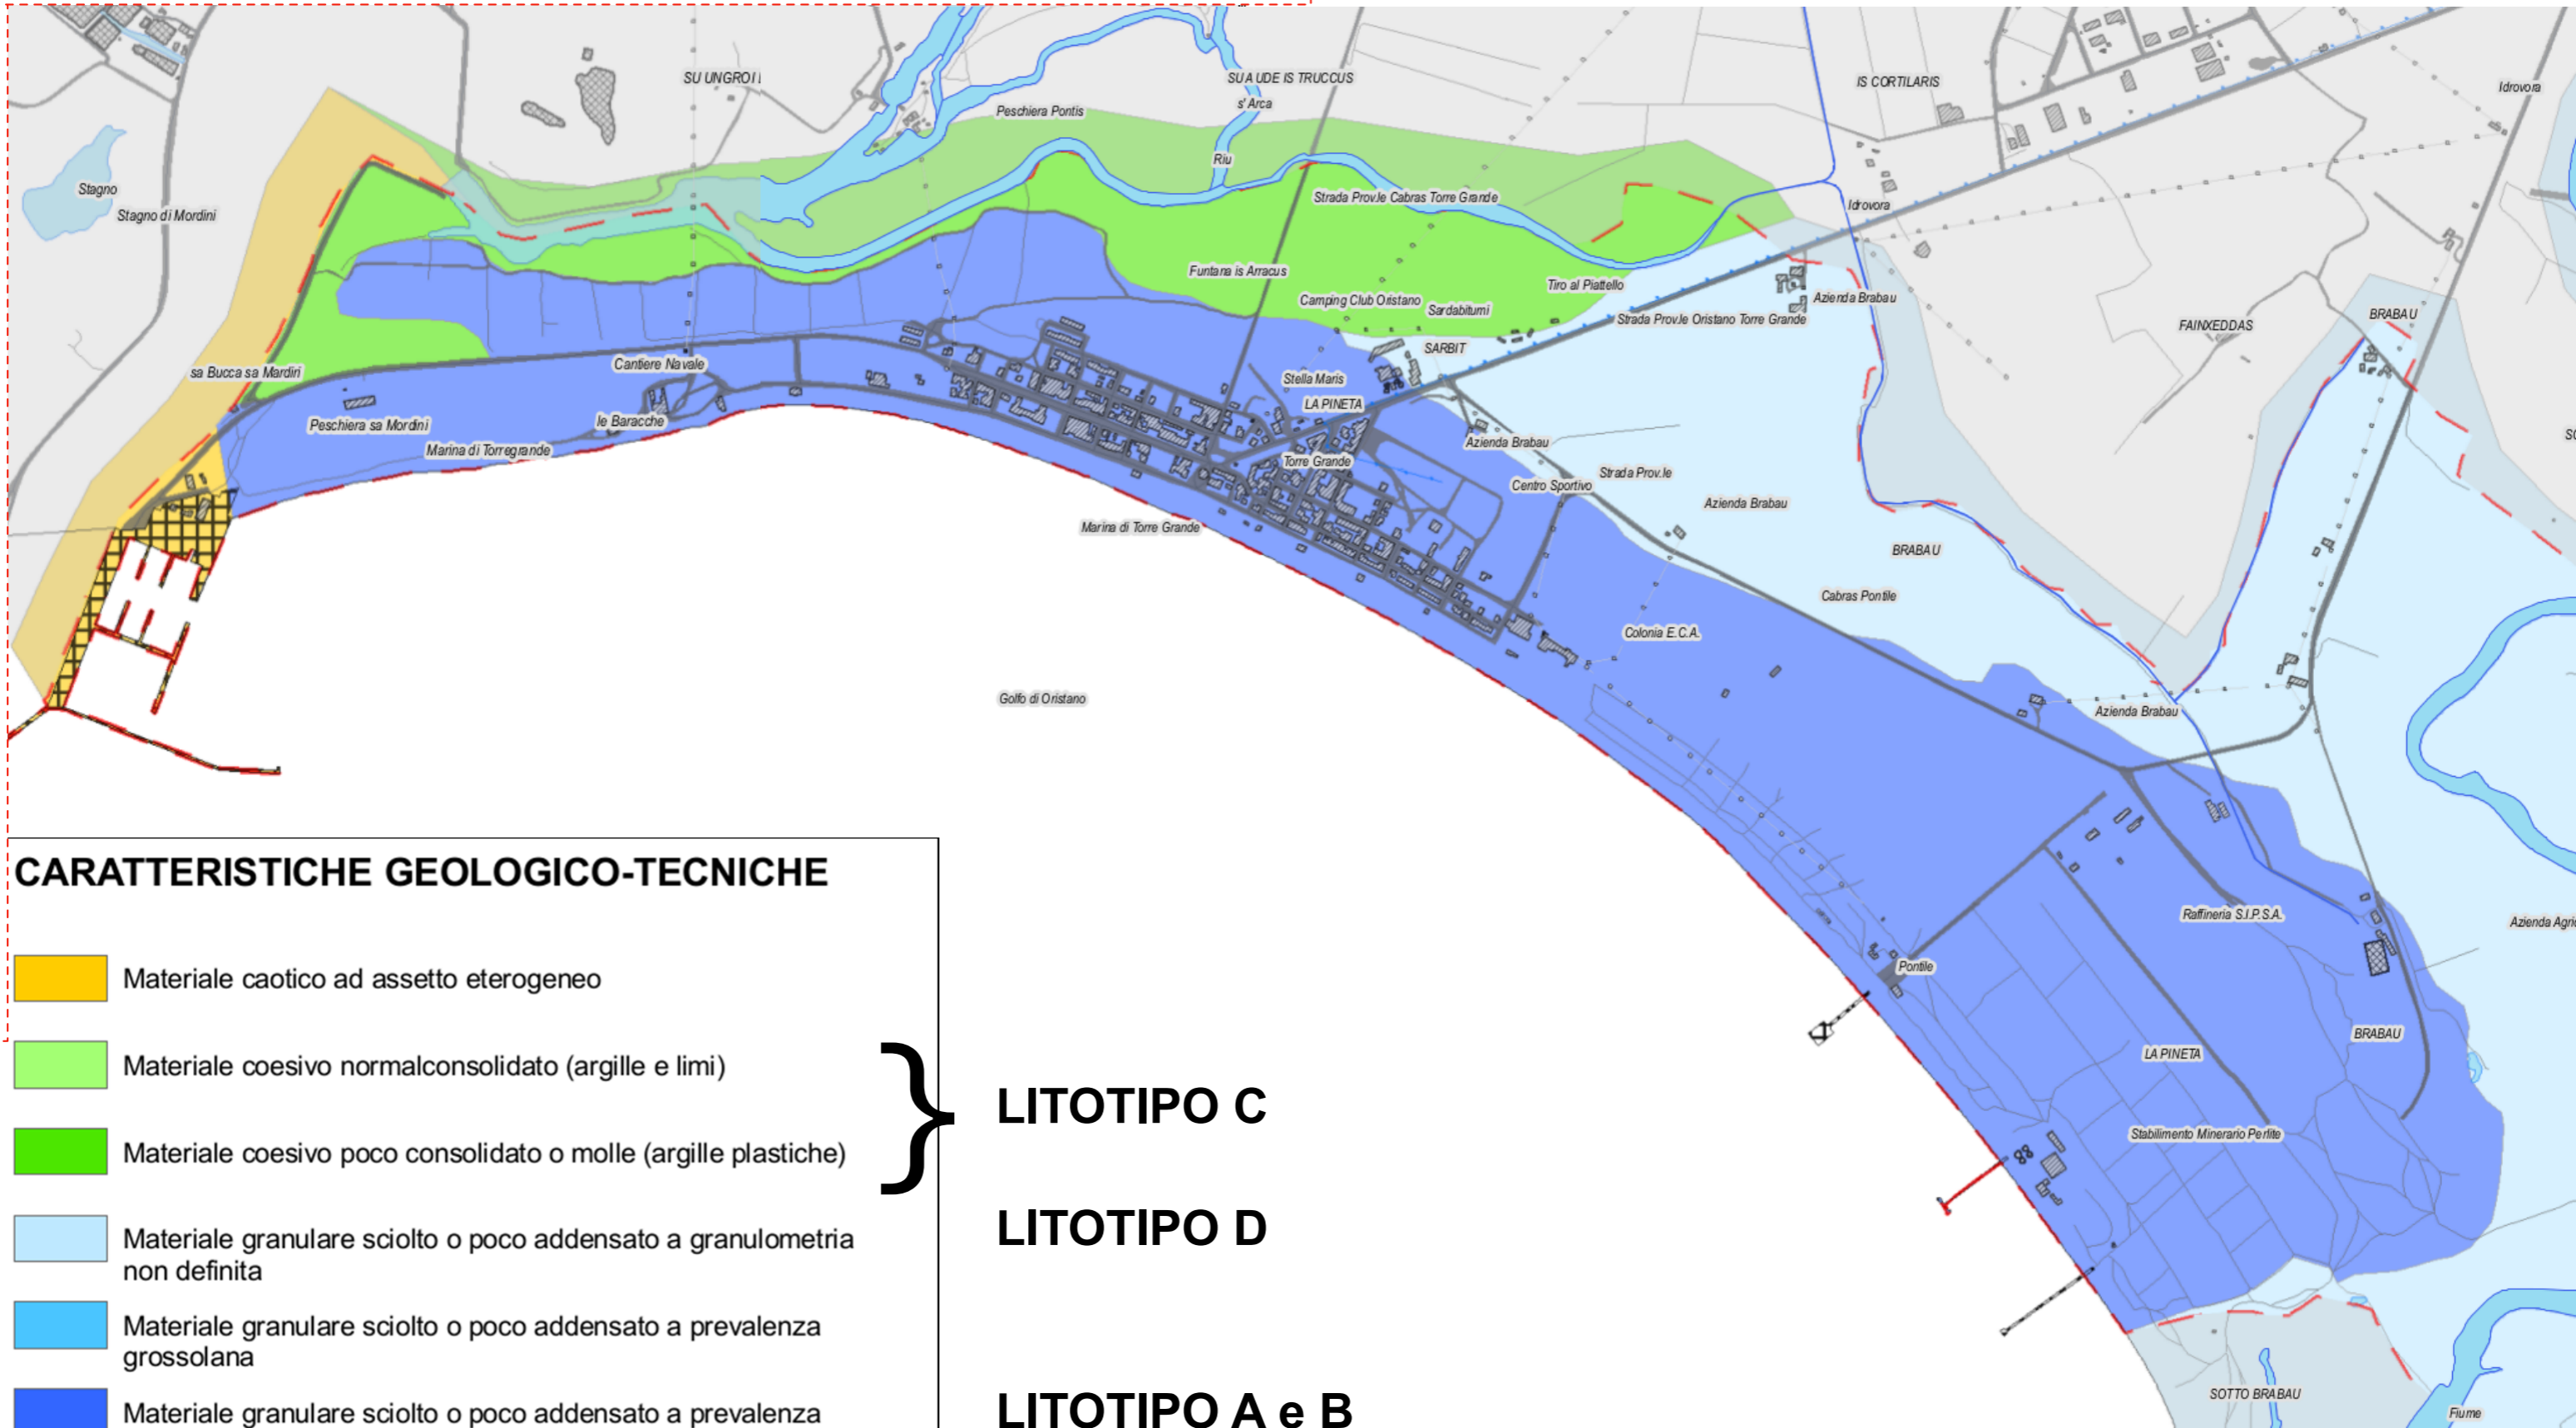 SU UNGROI
SU A UDE IS TRUCCUS
IS CORTILARIS
Idrovora
Peschiera Pontis
s' Arca
Riu
Stagno
Stagno di Mordini
Strada Prov.le Cabras Torre Grande
Idrovora
Funtana is Arracus
Tiro al Piattello
Camping Club Oristano
Sardabitumi
Azienda Brabau
Strada Prov.le Oristano Torre Grande
FAINXEDDAS
BRABAU
SARBIT
Cantiere Navale
sa Bucca sa Mardiri
Stella Maris
LA PINETA
le Baracche
Peschiera sa Mordini
Marina di Torregrande
Azienda Brabau
Torre Grande
Strada Prov.le
Centro Sportivo
Azienda Brabau
Marina di Torre Grande
BRABAU
Cabras Pontile
Colonia E.C.A.
Golfo di Oristano
Azienda Brabau
Raffineria S.I.P.S.A.
Azienda
Pontile
BRABAU
LA PINETA
Stabilimento Minerario Perlite
SOTTO BRABAU
Fiume
CARATTERISTICHE GEOLOGICO-TECNICHE
Materiale caotico ad assetto eterogeneo
Materiale coesivo normalconsolidato (argille e limi)
Materiale coesivo poco consolidato o molle (argille plastiche)
} LITOTIPO C
Materiale granulare sciolto o poco addensato a granulometria
non definita
LITOTIPO D
Materiale granulare sciolto o poco addensato a prevalenza
grossolana
Materiale granulare sciolto o poco addensato a prevalenza
LITOTIPO A e B